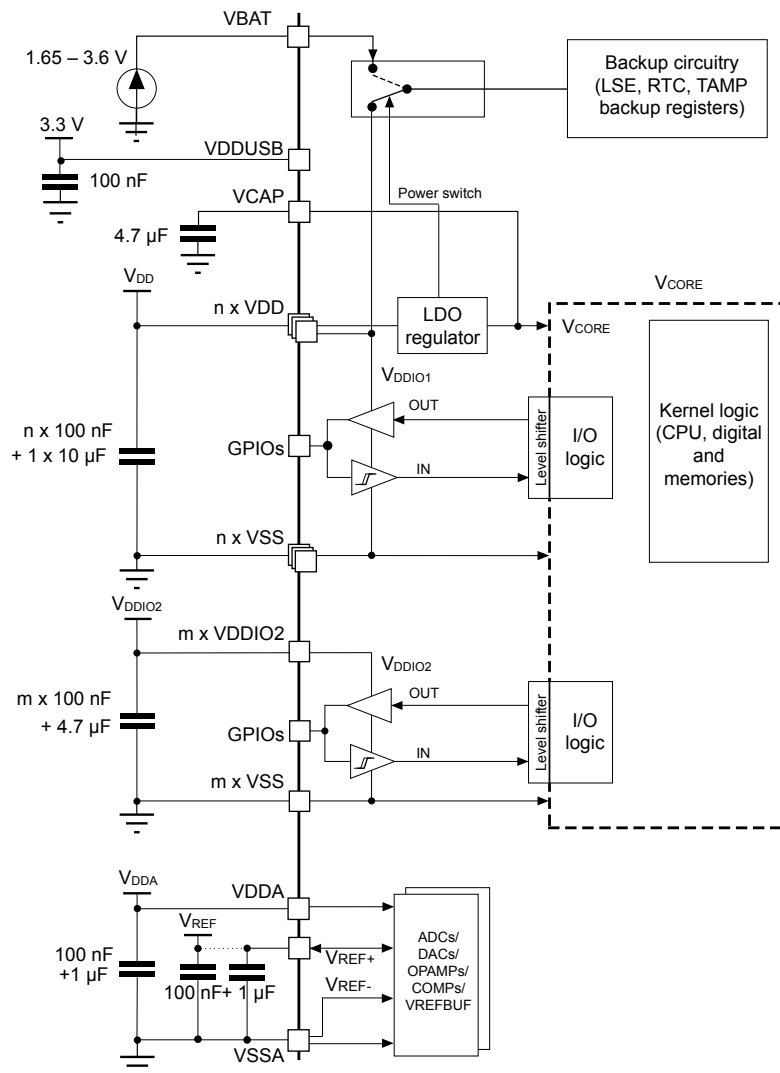 VBAT
1.65 – 3.6 V
Backup circuitry
(LSE, RTC, TAMP
backup registers)
3.3 V
VDDUSB
100 nF
Power switch
VCAP
4.7 µF
VDD
n x VDD
LDO
regulator
VCORE
VCORE
VDDIO1
OUT
Level shifter
I/O
logic
Kernel logic
(CPU, digital
and
memories)
n x 100 nF
+ 1 x 10 µF
GPIOs
IN
n x VSS
VDDIO2
m x VDDIO2
VDDIO2
OUT
Level shifter
I/O
logic
m x 100 nF
+ 4.7 µF
GPIOs
IN
m x VSS
VDDA
VDDA
VREF
ADCs/
DACs/
OPAMPs/
COMPs/
VREFBUF
100 nF
+1 µF
VREF+
100 nF+ 1 µF
VREF-
VSSA